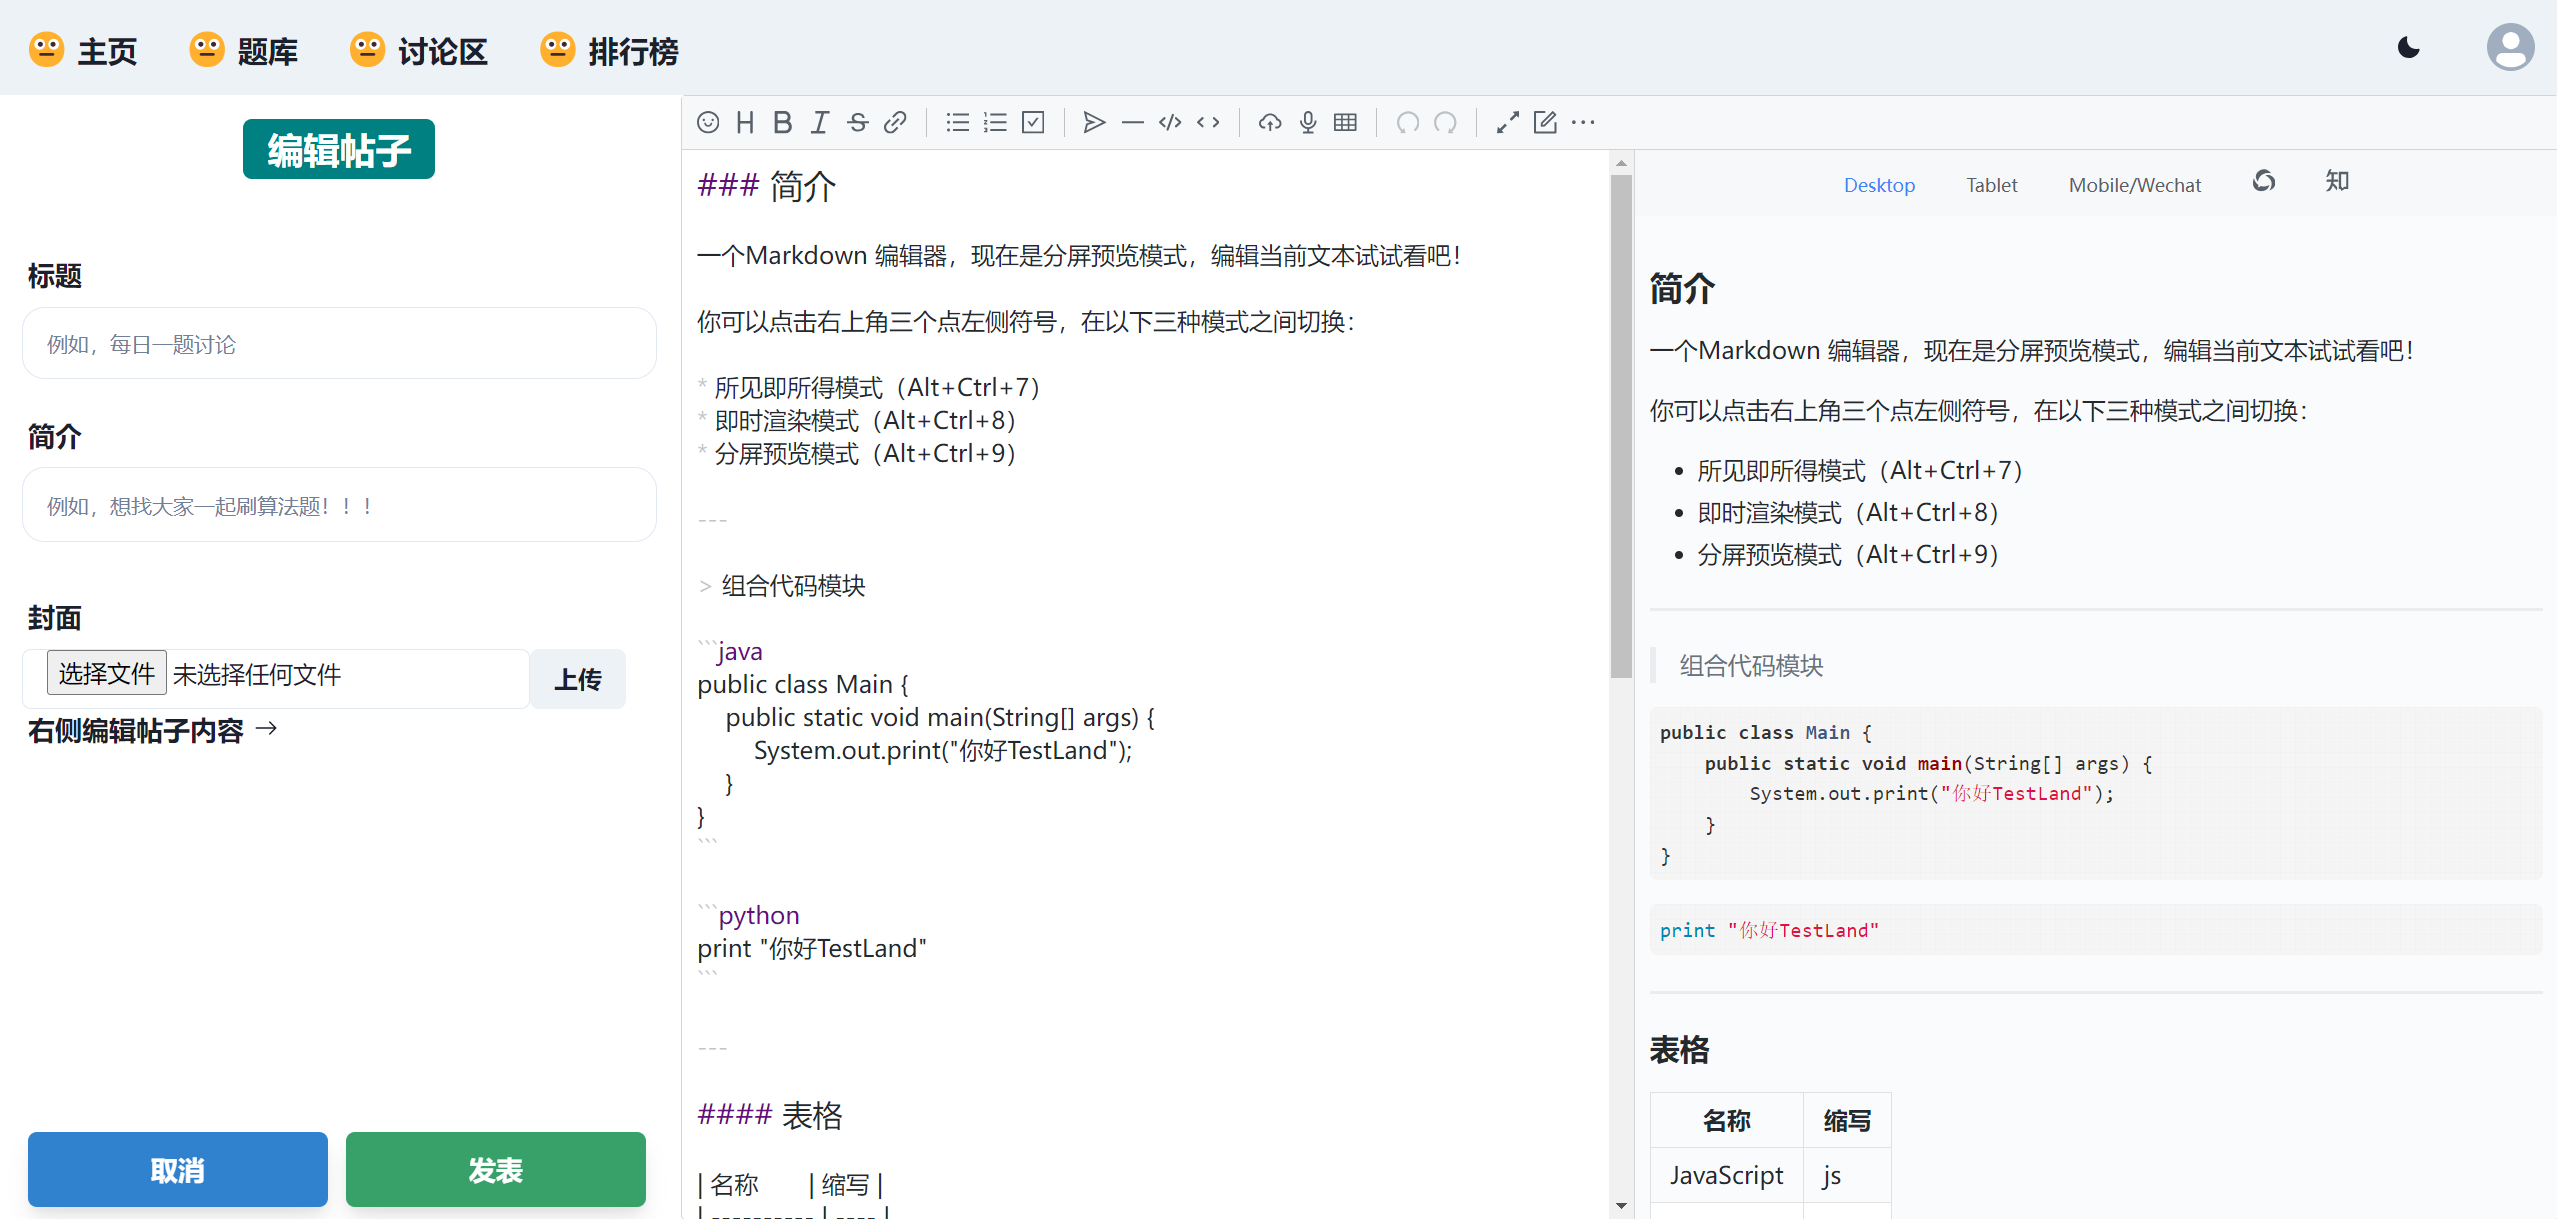 主页 题库 讨论区 排行榜
编辑帖子
标题
例如，每日一题讨论
简介
例如，想找大家一起刷算法题！！！
封面
选择文件 未选择任何文件 上传
右侧编辑帖子内容 →
取消 发表
### 简介
一个Markdown 编辑器，现在是分屏预览模式，编辑当前文本试试看吧！
你可以点击右上角三个点左侧符号，在以下三种模式之间切换：
* 所见即所得模式（Alt+Ctrl+7）
* 即时渲染模式（Alt+Ctrl+8）
* 分屏预览模式（Alt+Ctrl+9）
---
> 组合代码模块
```java
public class Main {
    public static void main(String[] args) {
        System.out.print("你好TestLand");
    }
}
```
```python
print "你好TestLand"
```
---
#### 表格
| 名称 | 缩写 |
| ---------- | ---- |
Desktop Tablet Mobile/Wechat 知
简介
一个Markdown 编辑器，现在是分屏预览模式，编辑当前文本试试看吧！
你可以点击右上角三个点左侧符号，在以下三种模式之间切换：
• 所见即所得模式（Alt+Ctrl+7）
• 即时渲染模式（Alt+Ctrl+8）
• 分屏预览模式（Alt+Ctrl+9）
组合代码模块
public class Main {
    public static void main(String[] args) {
        System.out.print("你好TestLand");
    }
}
print "你好TestLand"
表格
名称 缩写
JavaScript js